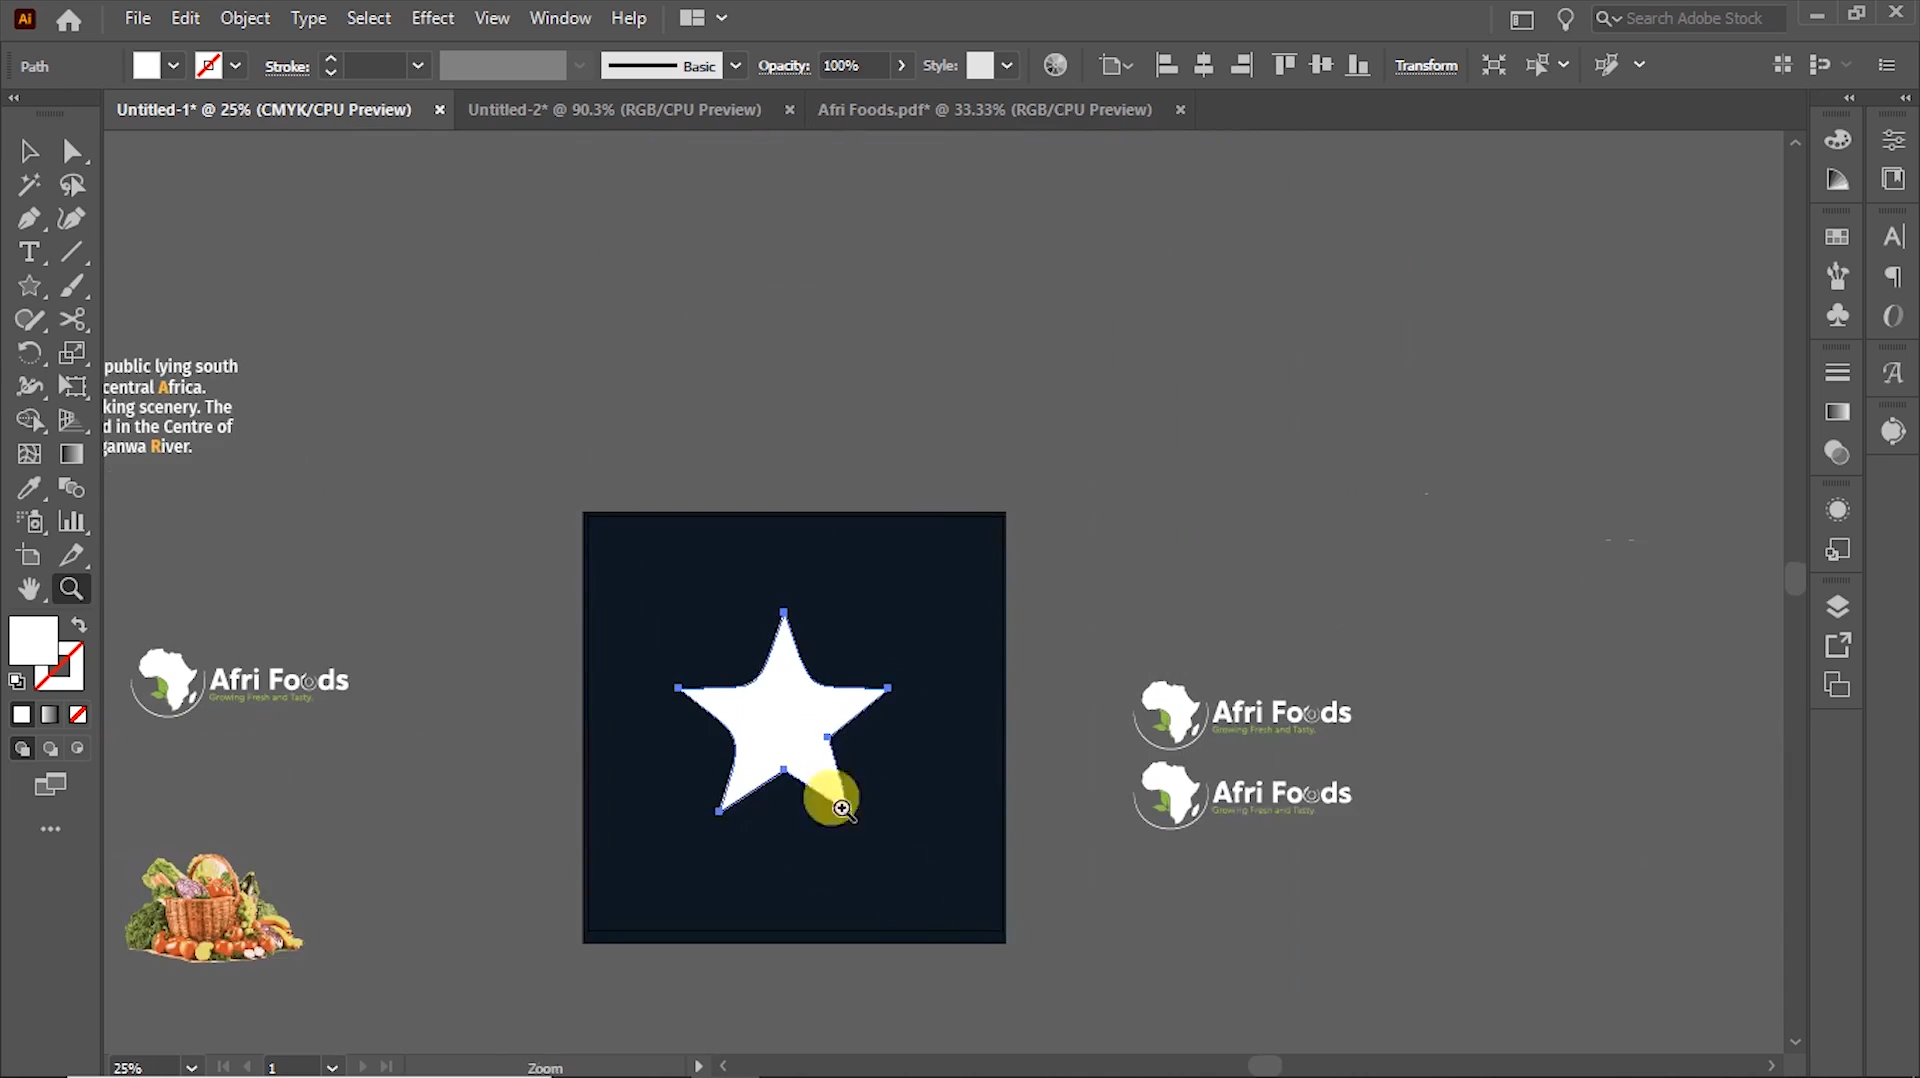 Ai File Edit Object Type Select Effect View Window Help Search Adobe Stock
Path Stroke: Basic Opacity: 100% Style: Transform
Untitled-1* @ 25% (CMYK/CPU Preview) Untitled-2* @ 90.3% (RGB/CPU Preview) Afri Foods.pdf* @ 33.33% (RGB/CPU Preview)
public lying south
central Africa.
king scenery. The
d in the Centre of
ganwa River.
Afri Foods
Growing Fresh and Tasty.
Afri Foods
Growing Fresh and Tasty.
Afri Foods
Growing Fresh and Tasty.
25% 1 Zoom